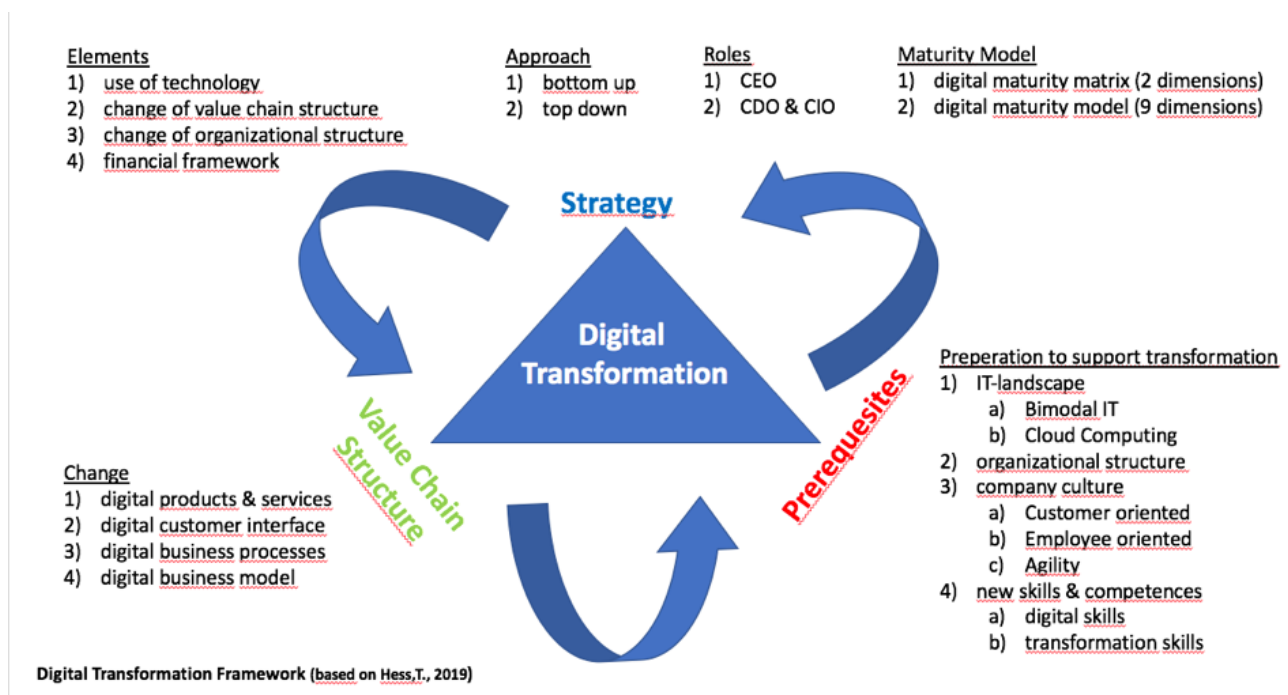 Elements
1) use of technology
2) change of value chain structure
3) change of organizational structure
4) financial framework
Approach
1) bottom up
2) top down
Roles
1) CEO
2) CDO & CIO
Maturity Model
1) digital maturity matrix (2 dimensions)
2) digital maturity model (9 dimensions)
Strategy
Digital
Transformation
Value Chain
Structure
Prerequesites
Preperation to support transformation
1) IT-landscape
a) Bimodal IT
b) Cloud Computing
2) organizational structure
3) company culture
a) Customer oriented
b) Employee oriented
c) Agility
4) new skills & competences
a) digital skills
b) transformation skills
Change
1) digital products & services
2) digital customer interface
3) digital business processes
4) digital business model
Digital Transformation Framework (based on Hess,T., 2019)